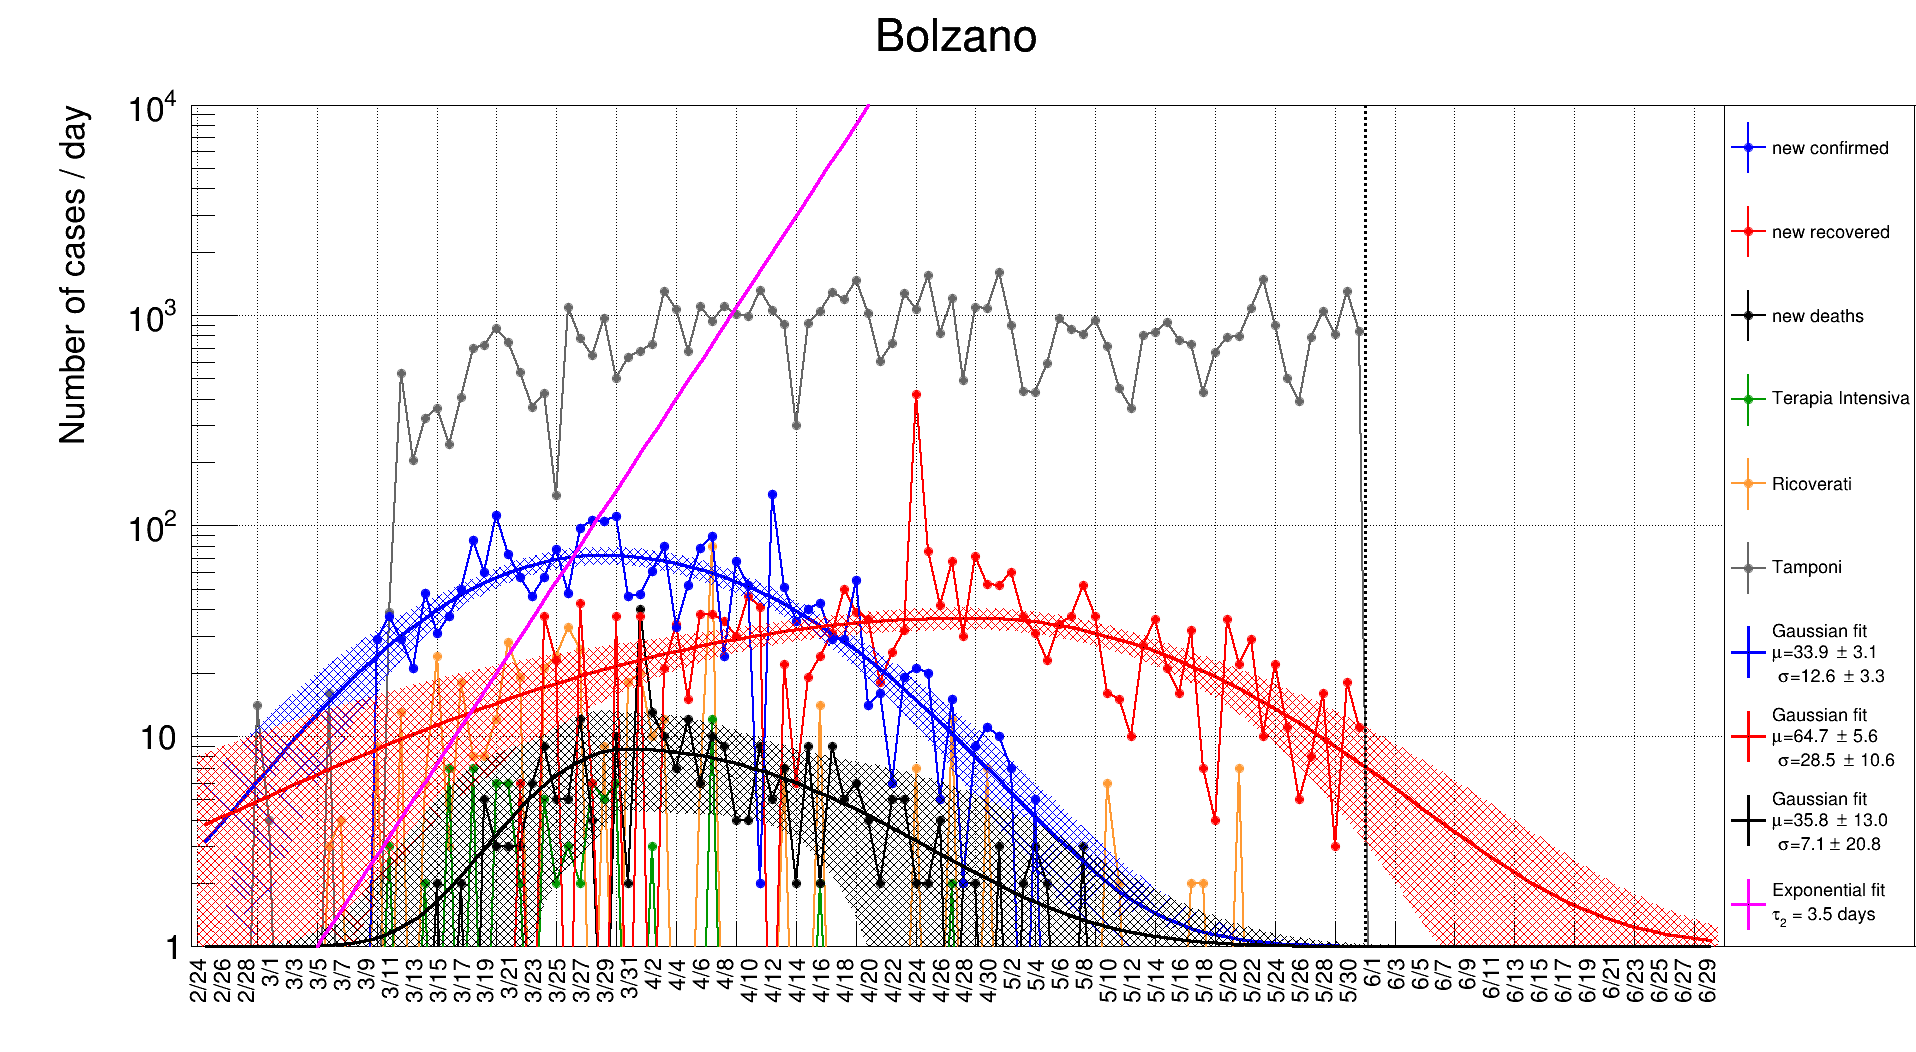 Bolzano
Number of cases / day
10⁴
10³
10²
10
1
2/24 2/26 2/28 3/1 3/3 3/5 3/7 3/9 3/11 3/13 3/15 3/17 3/19 3/21 3/23 3/25 3/27 3/29 3/31 4/2 4/4 4/6 4/8 4/10 4/12 4/14 4/16 4/18 4/20 4/22 4/24 4/26 4/28 4/30 5/2 5/4 5/6 5/8 5/10 5/12 5/14 5/16 5/18 5/20 5/22 5/24 5/26 5/28 5/30 6/1 6/3 6/5 6/7 6/9 6/11 6/13 6/15 6/17 6/19 6/21 6/23 6/25 6/27 6/29
new confirmed
new recovered
new deaths
Terapia Intensiva
Ricoverati
Tamponi
Gaussian fit
μ=33.9 ± 3.1
σ=12.6 ± 3.3
Gaussian fit
μ=64.7 ± 5.6
σ=28.5 ± 10.6
Gaussian fit
μ=35.8 ± 13.0
σ=7.1 ± 20.8
Exponential fit
τ₂ = 3.5 days